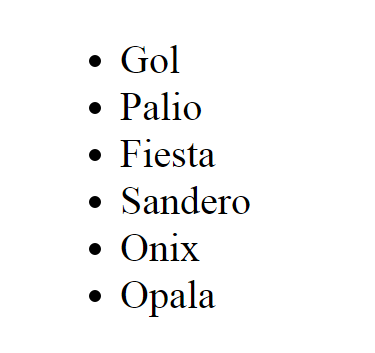 • Gol
• Palio
• Fiesta
• Sandero
• Onix
• Opala